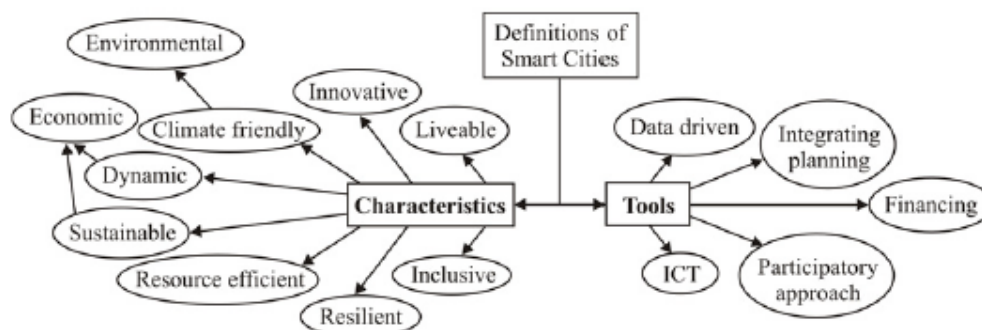 Definitions of
Smart Cities
Environmental
Innovative
Economic
Climate friendly
Liveable
Data driven
Integrating
planning
Dynamic
Characteristics
Tools
Financing
Sustainable
Resource efficient
Inclusive
ICT
Participatory
approach
Resilient